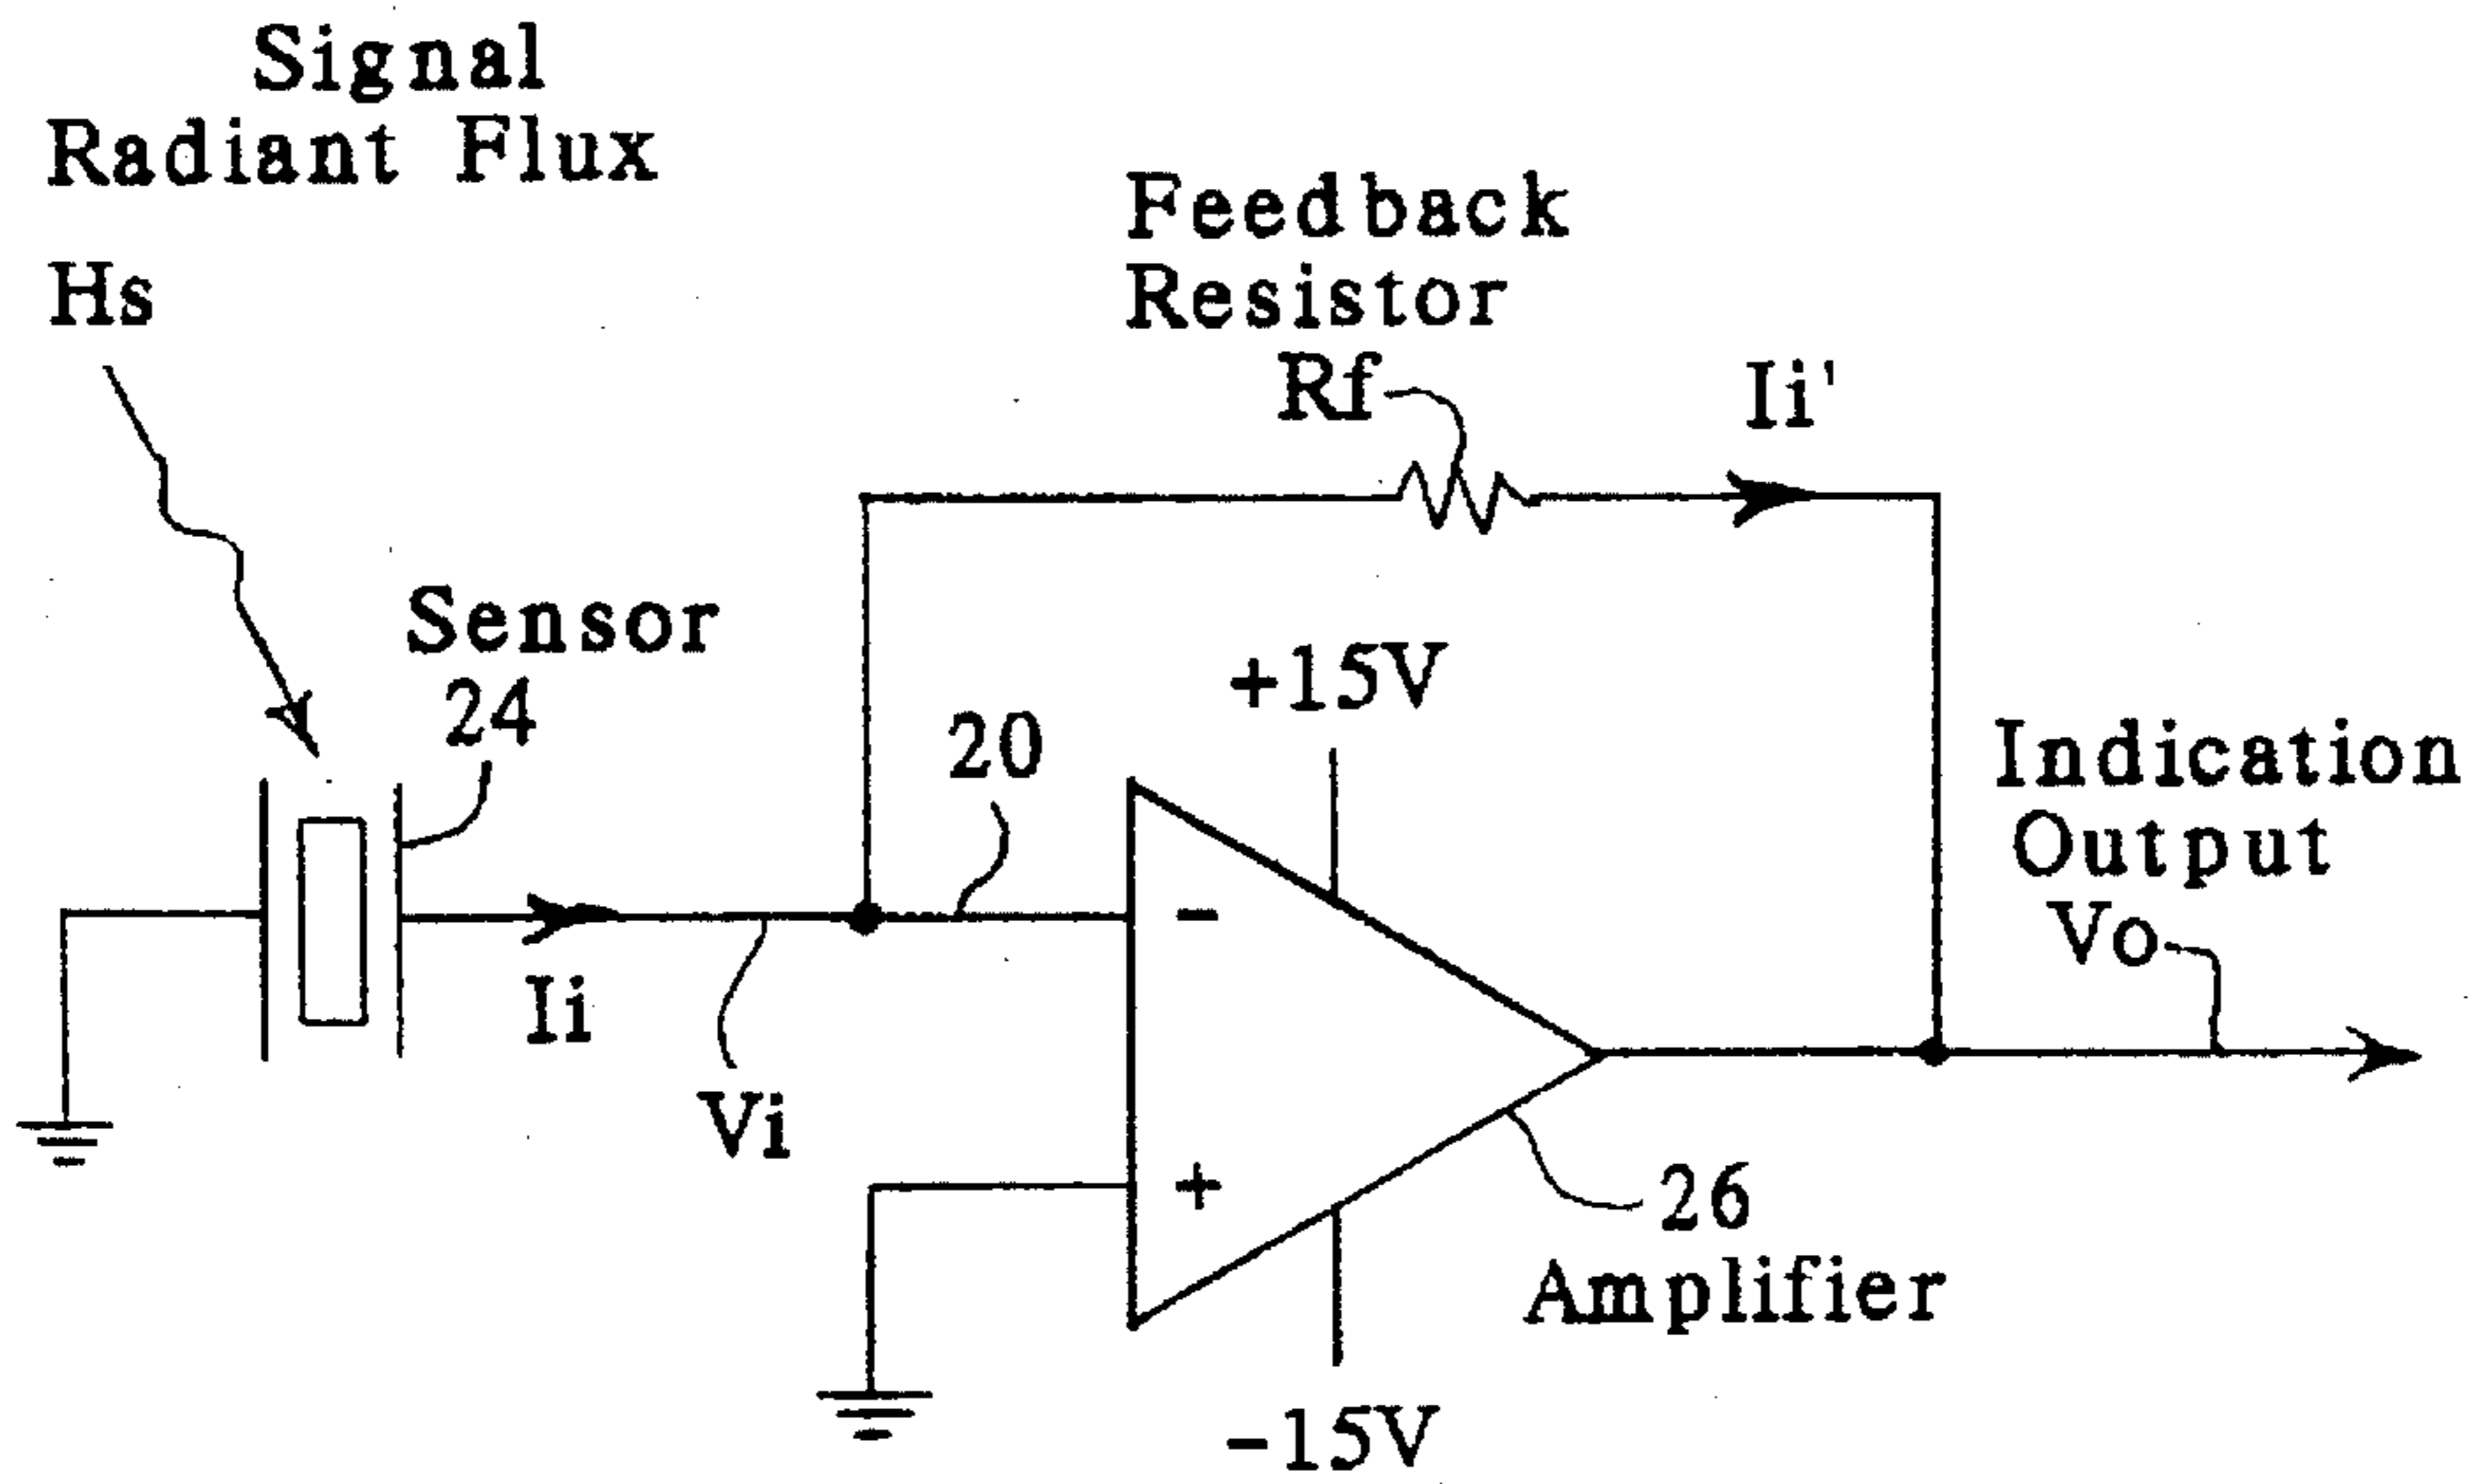 Signal
Radiant Flux
Hs
Feedback
Resistor
Rf
Ii'
Sensor
24
20
+15V
Indication
Output
Vo
-
Ii
Vi
+
26
Amplifier
-15V